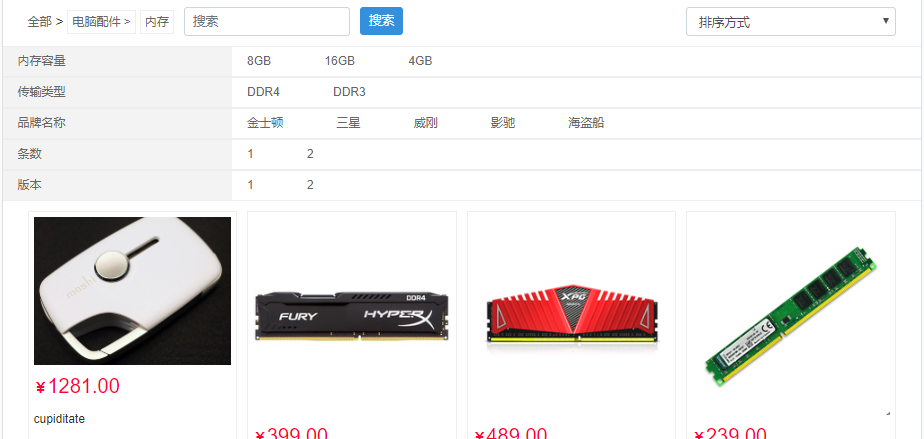 全部 > 电脑配件 > 内存 搜索 搜索 排序方式
内存容量 8GB 16GB 4GB
传输类型 DDR4 DDR3
品牌名称 金士顿 三星 威刚 影驰 海盗船
条数 1 2
版本 1 2
moshi
DDR4
FURY HYPERX
XPG
¥1281.00
cupiditate
¥399.00 ¥489.00 ¥239.00